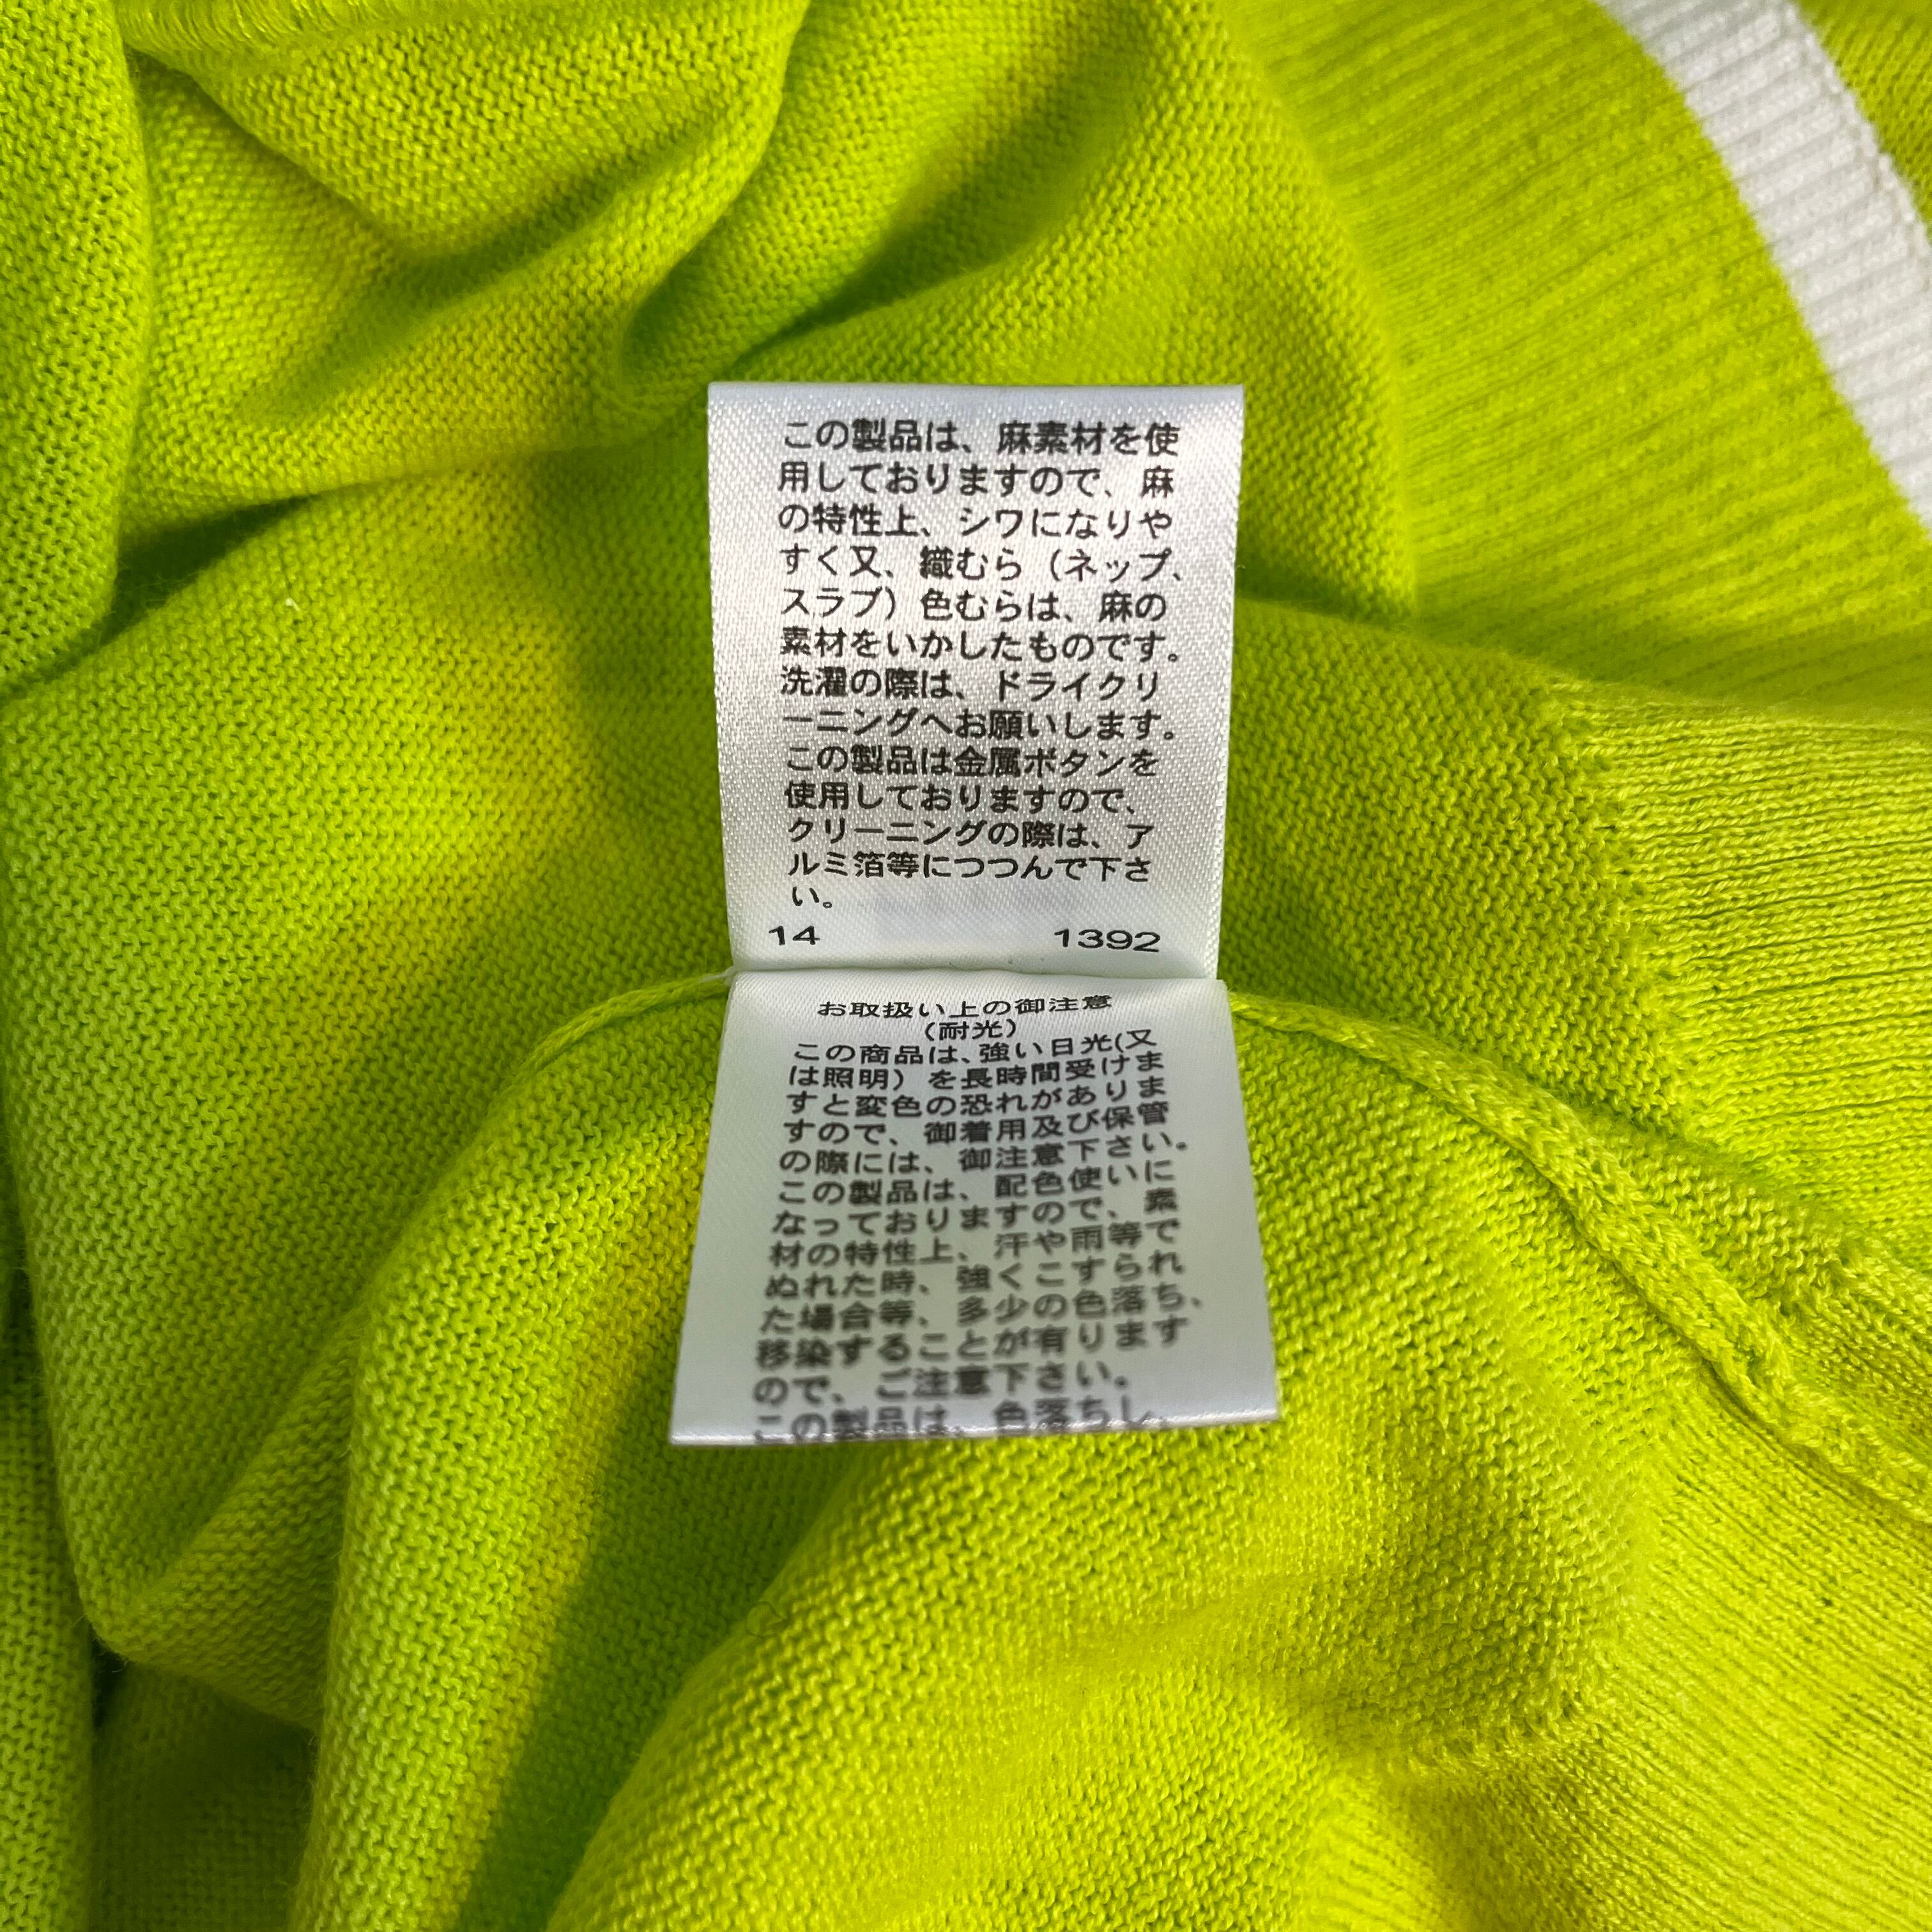 この製品は、麻素材を使
用しておりますので、麻
の特性上、シワになりや
すく又、織むら（ネップ、
スラブ）色むらは、麻の
素材をいかしたものです。
洗濯の際は、ドライクリ
ーニングへお願いします。
この製品は金属ボタンを
使用しておりますので、
クリーニングの際は、ア
ルミ箔等につつんで下さ
い。
14 1392
お取扱い上の御注意
（耐光）
この商品は、強い日光(又
は照明） を長時間受けま
すと変色の恐れがありま
すので、御着用及び保管
の際には、御注意下さい。
この製品は、配色使いに
なっておりますので、素
材の特性上、汗や雨等で
ぬれた時、強くこすられ
た場合等、多少の色落ち、
移染することが有ります
ので、ご注意下さい。
この製品は、色落ちし